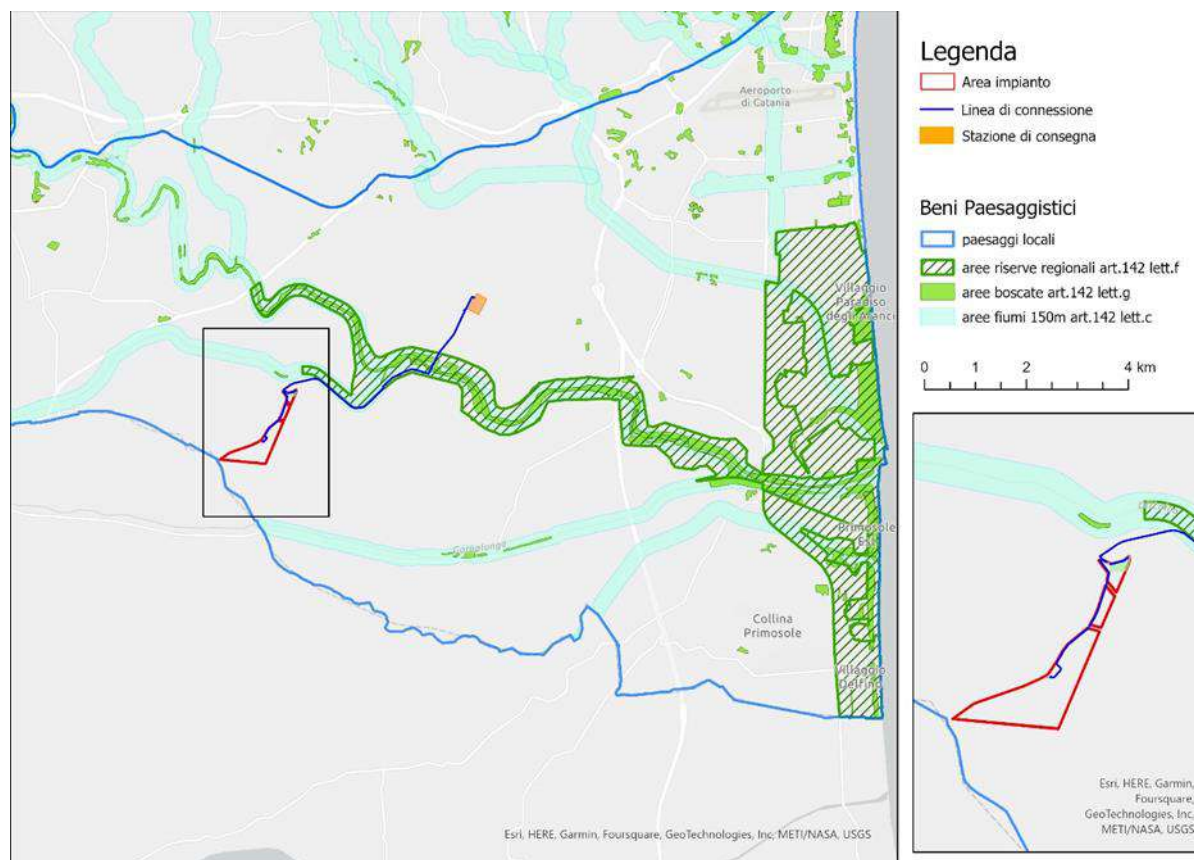 Aeroporto
di Catania
Villaggio
Paradiso
degli Aranci
Gornalunga
Primosole
Est
Collina
Primosole
Villaggio
Delfino
Esri, HERE, Garmin, Foursquare, GeoTechnologies, Inc, METI/NASA, USGS
Legenda
Area impianto
Linea di connessione
Stazione di consegna
Beni Paesaggistici
paesaggi locali
aree riserve regionali art.142 lett.f
aree boscate art.142 lett.g
aree fiumi 150m art.142 lett.c
0 1 2 3 4 km
Esri, HERE, Garmin,
Foursquare,
GeoTechnologies, Inc,
METI/NASA, USGS